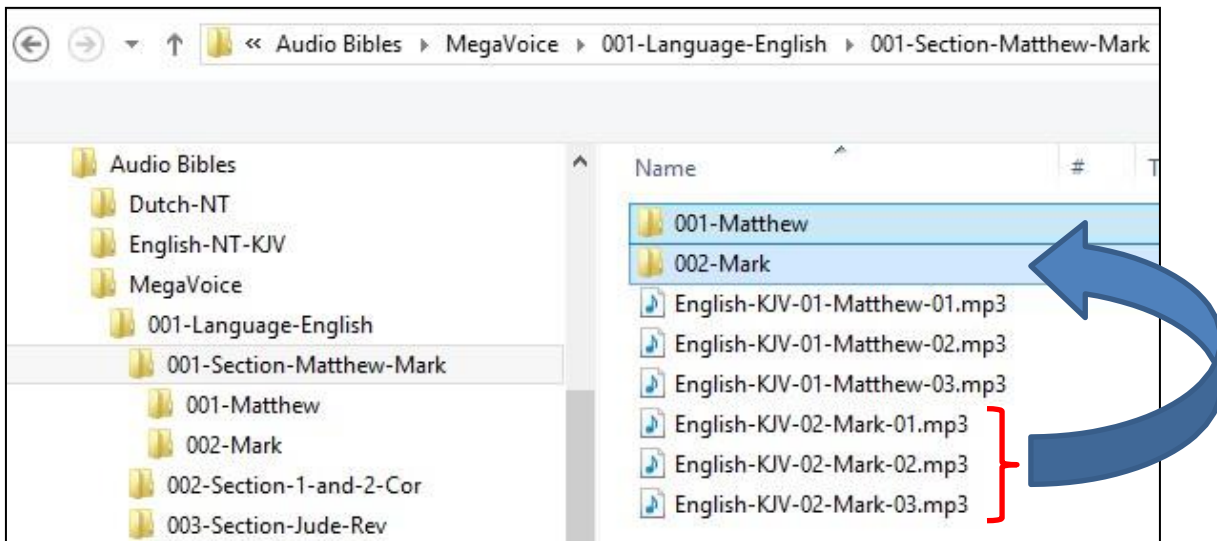 « Audio Bibles ▸ MegaVoice ▸ 001-Language-English ▸ 001-Section-Matthew-Mark
Audio Bibles
Dutch-NT
English-NT-KJV
MegaVoice
001-Language-English
001-Section-Matthew-Mark
001-Matthew
002-Mark
002-Section-1-and-2-Cor
003-Section-Jude-Rev
Name # T
001-Matthew
002-Mark
English-KJV-01-Matthew-01.mp3
English-KJV-01-Matthew-02.mp3
English-KJV-01-Matthew-03.mp3
English-KJV-02-Mark-01.mp3
English-KJV-02-Mark-02.mp3
English-KJV-02-Mark-03.mp3